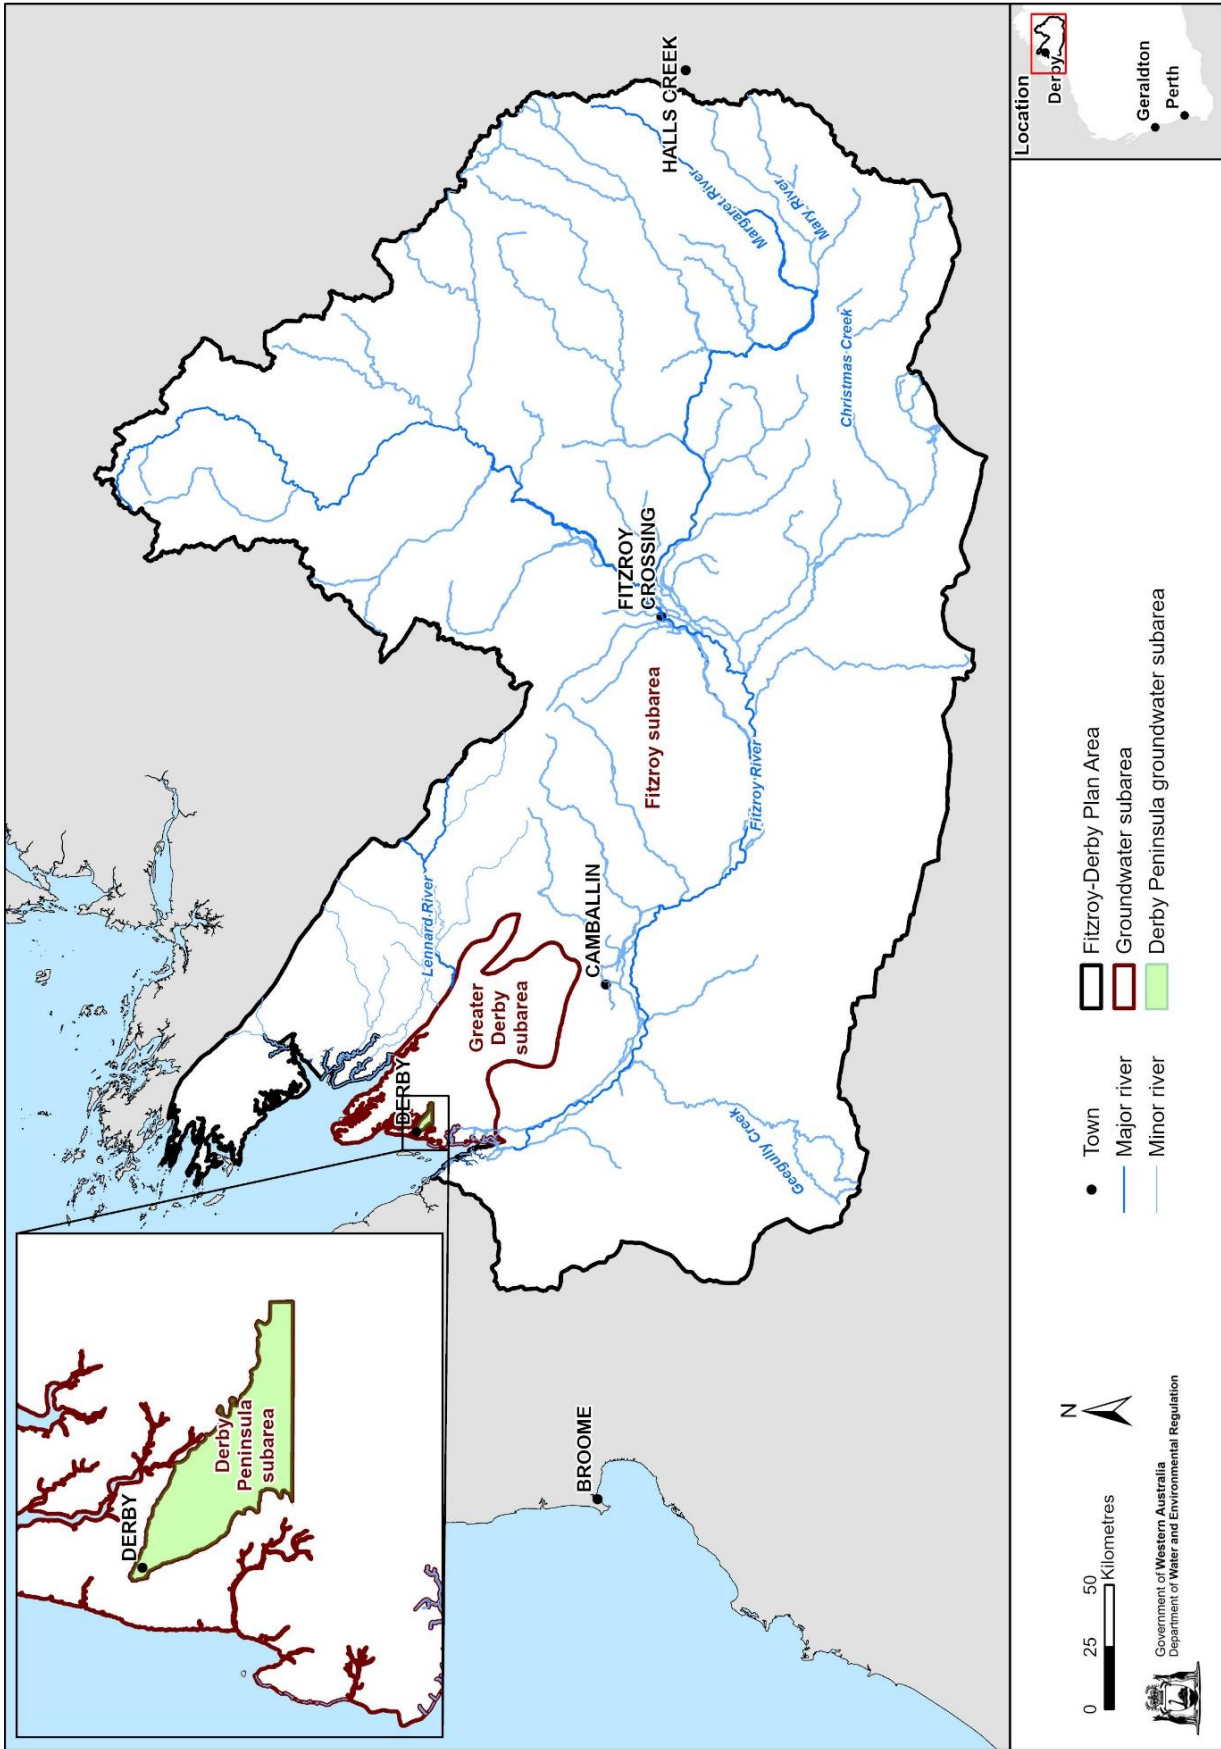 DERBY
Derby
Peninsula
subarea
BROOME
DERBY
Greater
Derby
subarea
Lennard River
CAMBALLIN
Geegully Creek
Fitzroy River
Fitzroy subarea
FITZROY
CROSSING
Christmas Creek
Margaret River
Mary River
HALLS CREEK
0 25 50
Kilometres
N
Government of Western Australia
Department of Water and Environmental Regulation
Town
Major river
Minor river
Fitzroy-Derby Plan Area
Groundwater subarea
Derby Peninsula groundwater subarea
Location
Derby
Geraldton
Perth